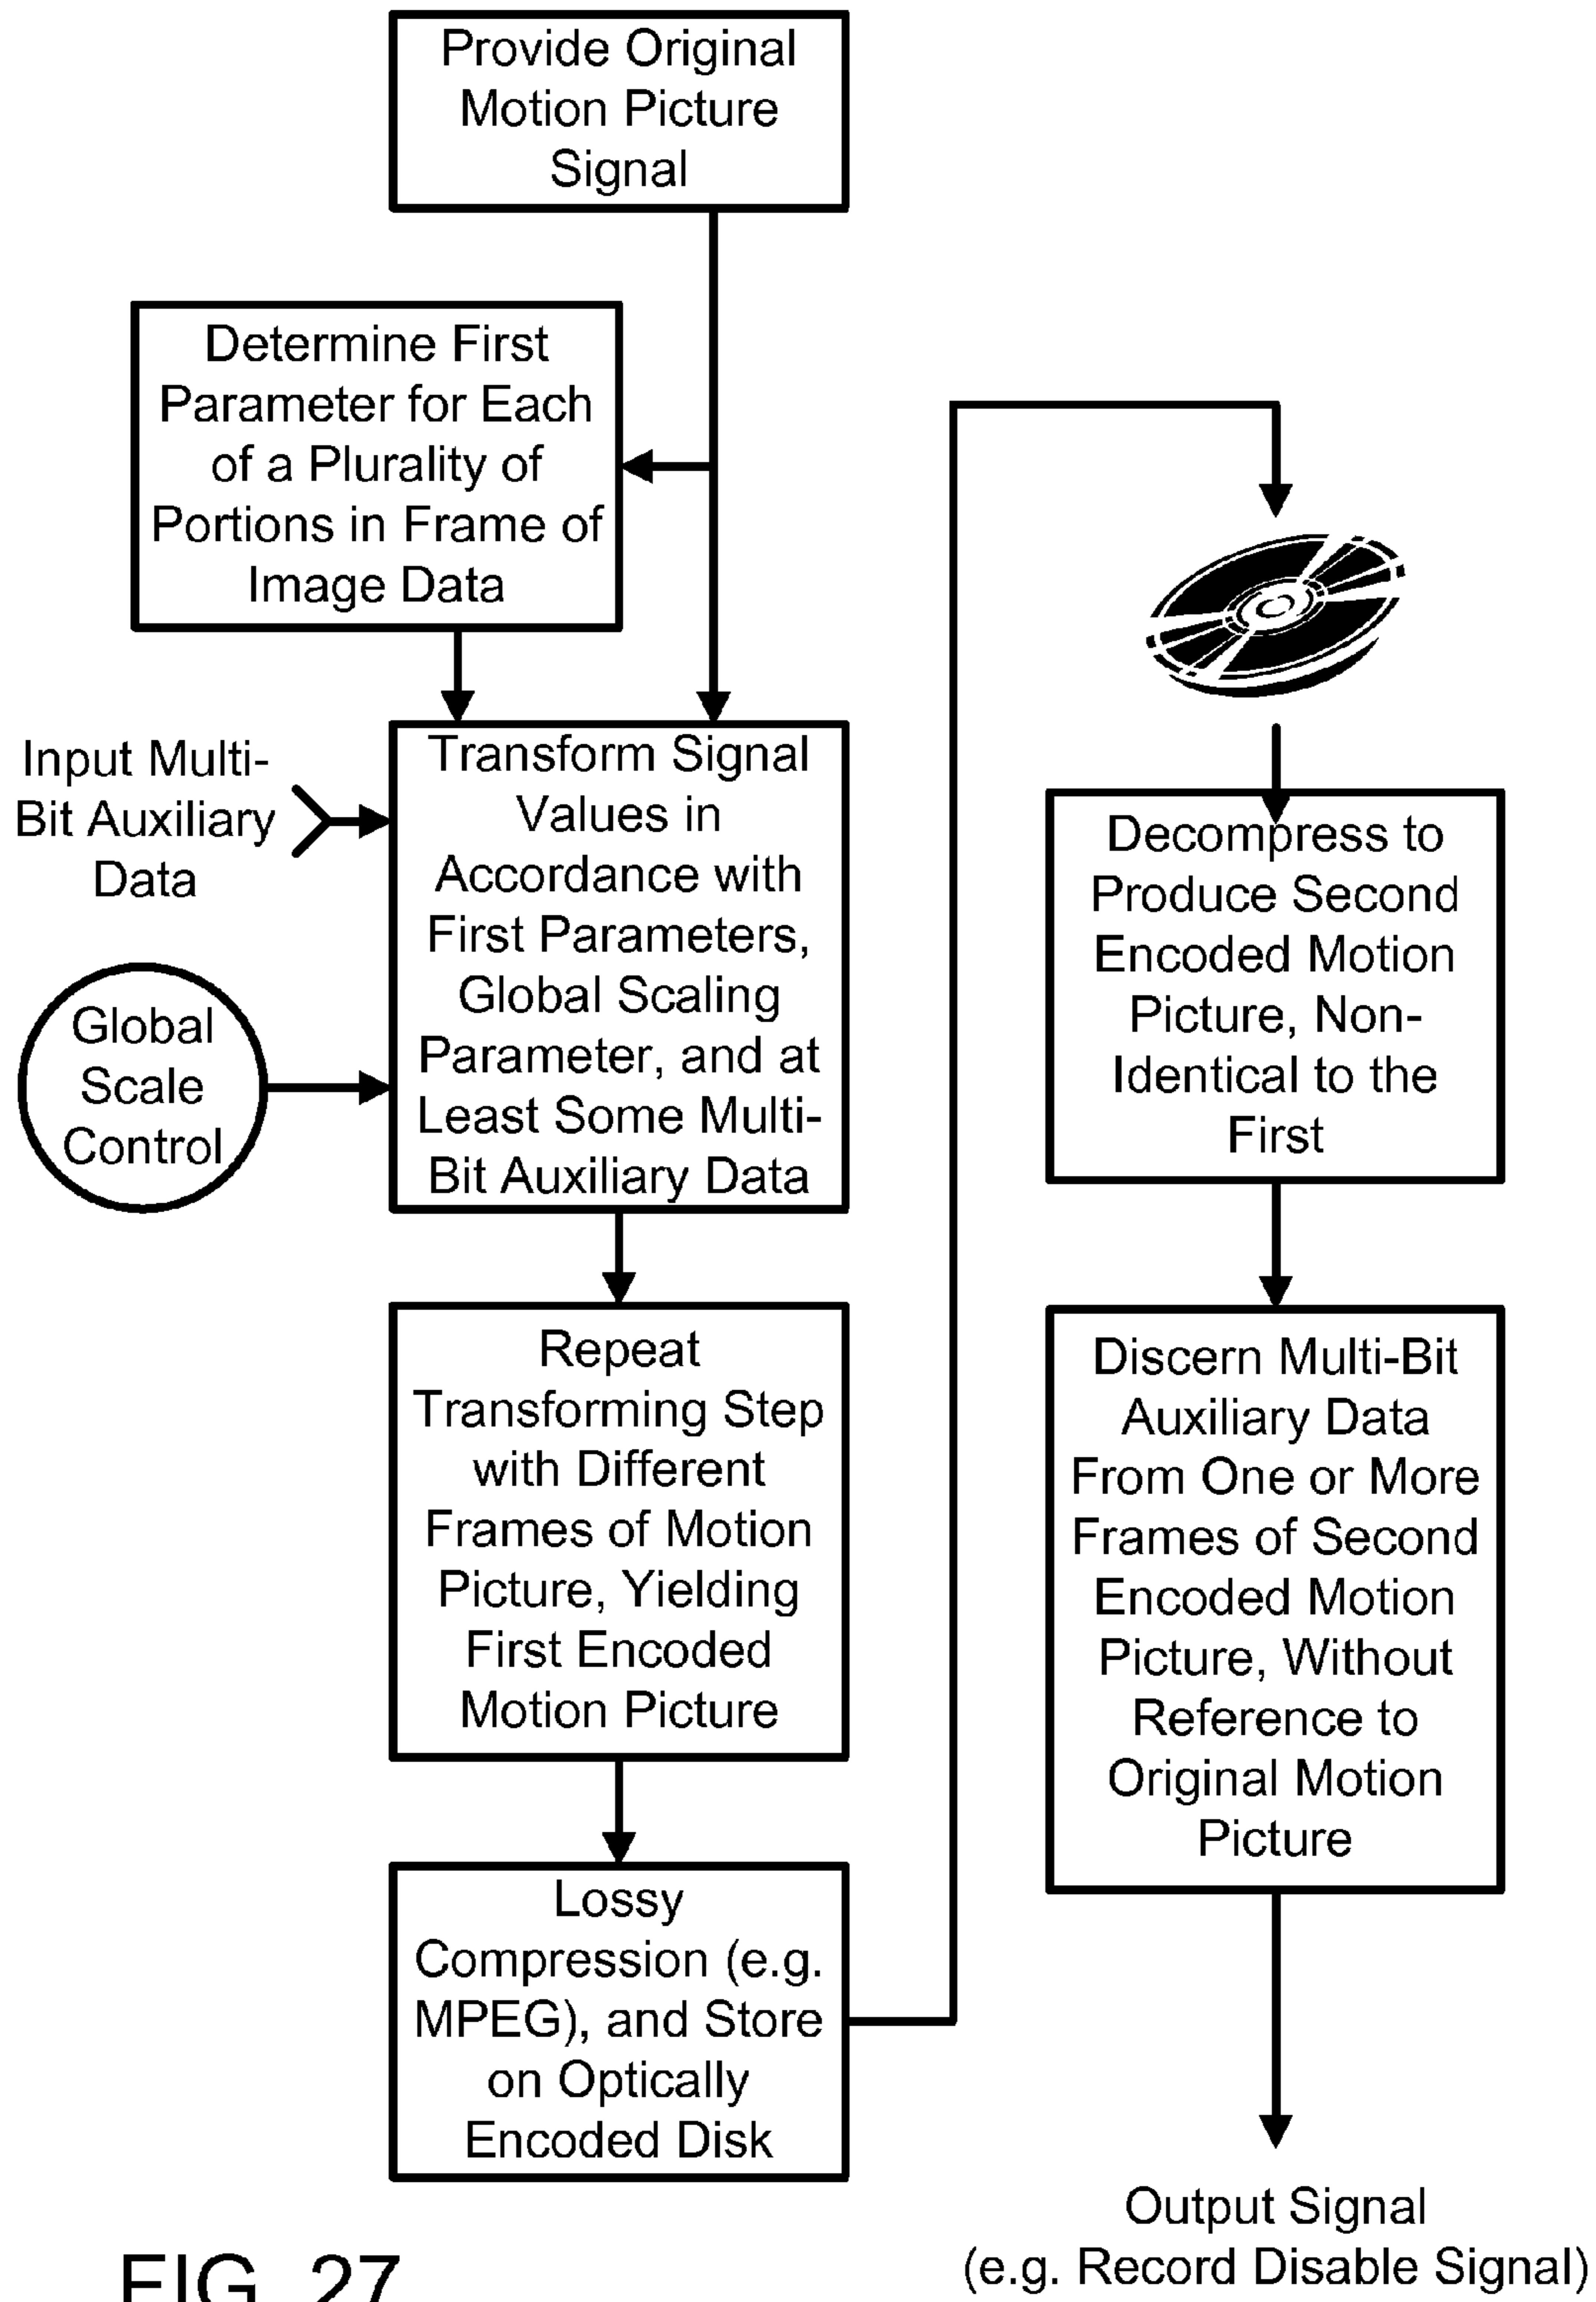 Provide Original
Motion Picture
Signal
Determine First
Parameter for Each
of a Plurality of
Portions in Frame of
Image Data
Input Multi-
Bit Auxiliary
Data
Global
Scale
Control
Transform Signal
Values in
Accordance with
First Parameters,
Global Scaling
Parameter, and at
Least Some Multi-
Bit Auxiliary Data
Repeat
Transforming Step
with Different
Frames of Motion
Picture, Yielding
First Encoded
Motion Picture
Lossy
Compression (e.g.
MPEG), and Store
on Optically
Encoded Disk
Decompress to
Produce Second
Encoded Motion
Picture, Non-
Identical to the
First
Discern Multi-Bit
Auxiliary Data
From One or More
Frames of Second
Encoded Motion
Picture, Without
Reference to
Original Motion
Picture
Output Signal
(e.g. Record Disable Signal)
FIG. 27